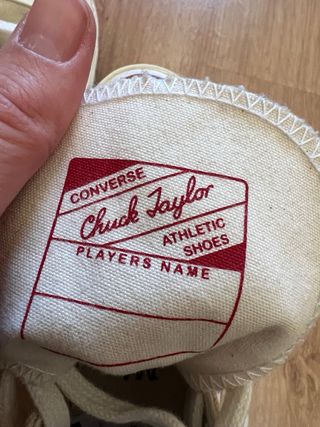 CONVERSE
Chuck Taylor
ATHLETIC
SHOES
PLAYERS NAME